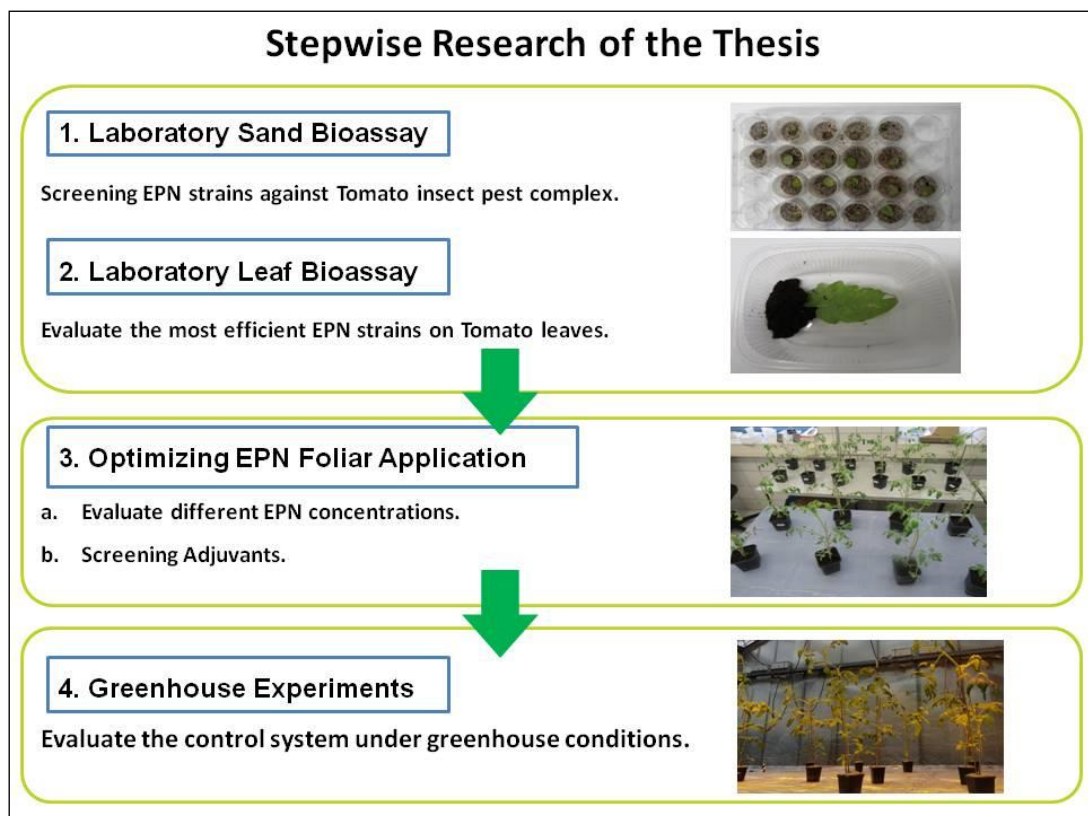 Stepwise Research of the Thesis
1. Laboratory Sand Bioassay
Screening EPN strains against Tomato insect pest complex.
2. Laboratory Leaf Bioassay
Evaluate the most efficient EPN strains on Tomato leaves.
3. Optimizing EPN Foliar Application
a. Evaluate different EPN concentrations.
b. Screening Adjuvants.
4. Greenhouse Experiments
Evaluate the control system under greenhouse conditions.